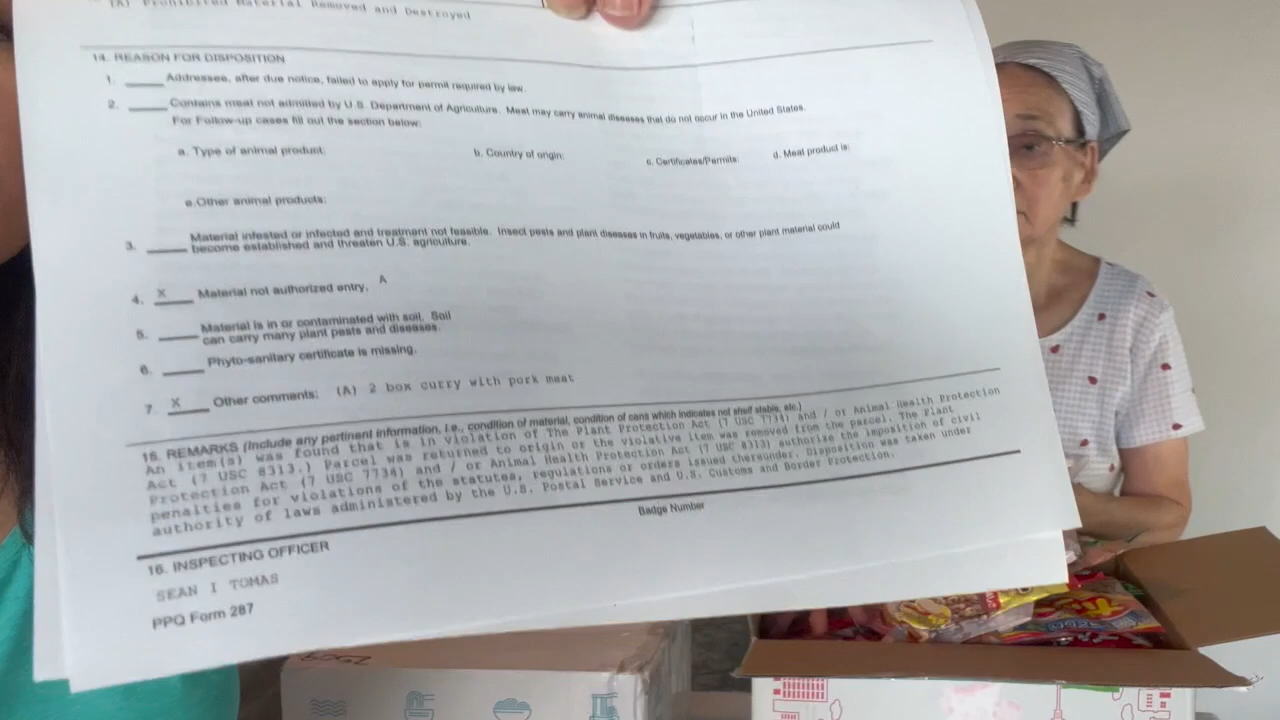 (A) Prohibited Material Removed and Destroyed
14. REASON FOR DISPOSITION
1. ____ Addressee, after due notice, failed to apply for permit required by law.
2. ____ Contains meat not admitted by U.S. Department of Agriculture. Meat may carry animal diseases that do not occur in the United States.
For Follow-up cases fill out the section below:
a. Type of animal product: b. Country of origin: c. Certificates/Permits: d. Meat product is:
e. Other animal products:
3. ____ Material infested or infected and treatment not feasible. Insect pests and plant diseases in fruits, vegetables, or other plant material could
become established and threaten U.S. agriculture.
4. X Material not authorized entry. A
5. ____ Material is in or contaminated with soil. Soil
can carry many plant pests and diseases.
6. ____ Phyto-sanitary certificate is missing.
7. X Other comments: (A) 2 box curry with pork meat
15. REMARKS (Include any pertinent information, i.e., condition of material, condition of cans which indicates not shelf stable, etc.)
An item(s) was found that is in violation of The Plant Protection Act (7 USC 7734) and / or Animal Health Protection
Act (7 USC 8313.) Parcel was returned to origin or the violative item was removed from the parcel. The Plant
Protection Act (7 USC 7734) and / or Animal Health Protection Act (7 USC 8313) authorize the imposition of civil
penalties for violations of the statutes, regulations or orders issued thereunder. Disposition was taken under
authority of laws administered by the U.S. Postal Service and U.S. Customs and Border Protection.
16. INSPECTING OFFICER Badge Number
SEAN I TOMAS
PPQ Form 287